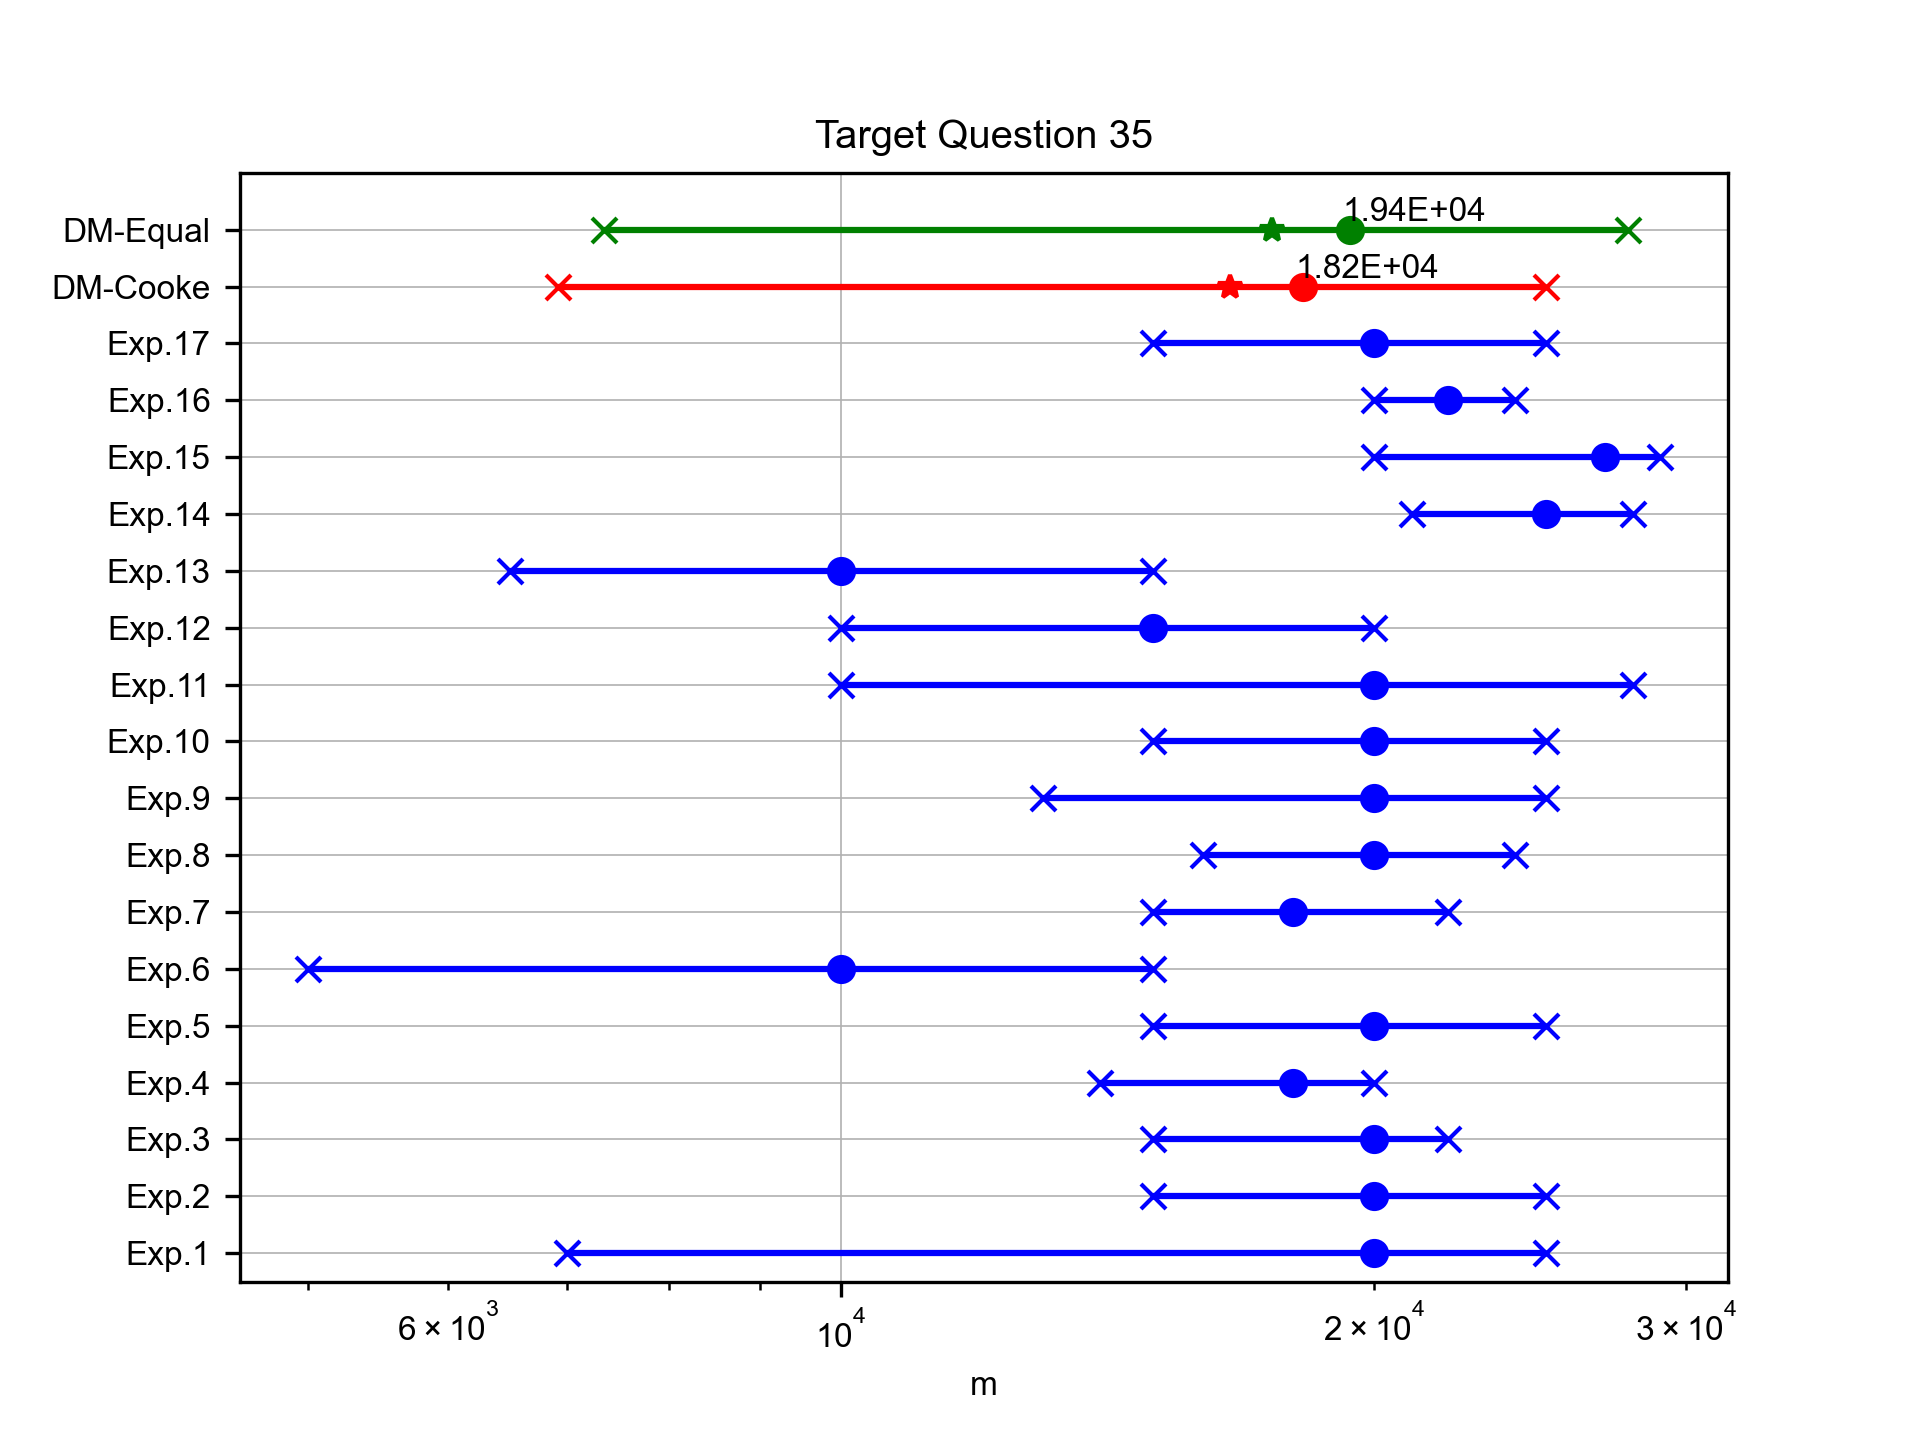 Target Question 35
DM-Equal
1.94E+04
DM-Cooke
1.82E+04
Exp.17
Exp.16
Exp.15
Exp.14
Exp.13
Exp.12
Exp.11
Exp.10
Exp.9
Exp.8
Exp.7
Exp.6
Exp.5
Exp.4
Exp.3
Exp.2
Exp.1
6 × 10³ 10⁴ 2 × 10⁴ 3 × 10⁴
m